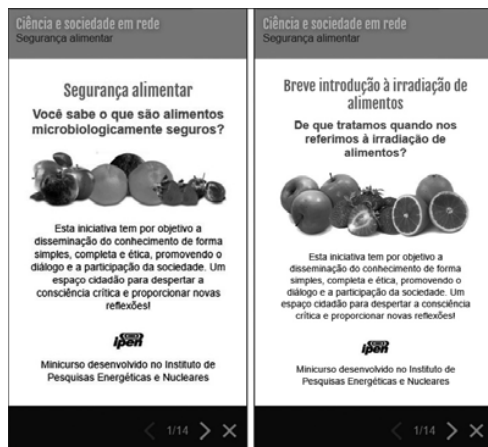 Ciência e sociedade em rede
Segurança alimentar
Segurança alimentar
Você sabe o que são alimentos
microbiologicamente seguros?
Esta iniciativa tem por objetivo a
disseminação do conhecimento de forma
simples, completa e ética, promovendo o
diálogo e a participação da sociedade. Um
espaço cidadão para despertar a
consciência crítica e proporcionar novas
reflexões!
ipen
Minicurso desenvolvido no Instituto de
Pesquisas Energéticas e Nucleares
1/14
Ciência e sociedade em rede
Segurança alimentar
Breve introdução à irradiação de
alimentos
De que tratamos quando nos
referimos à irradiação de
alimentos?
Esta iniciativa tem por objetivo a
disseminação do conhecimento de forma
simples, completa e ética, promovendo o
diálogo e a participação da sociedade. Um
espaço cidadão para despertar a consciência
crítica e proporcionar novas reflexões!
ipen
Minicurso desenvolvido no Instituto de
Pesquisas Energéticas e Nucleares
1/14